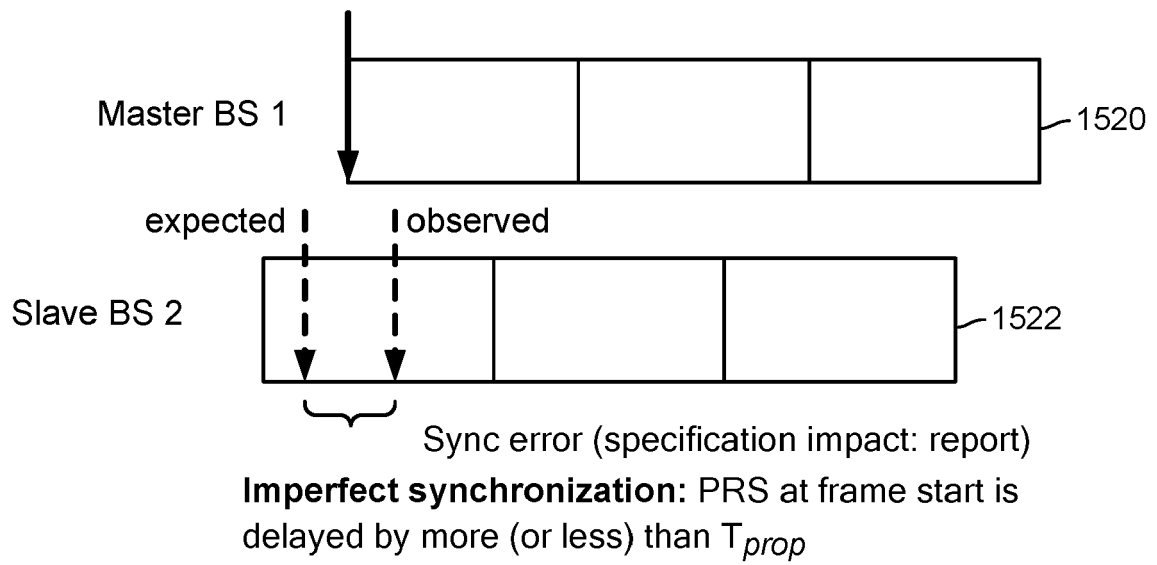 Master BS 1
1520
expected
observed
Slave BS 2
1522
Sync error (specification impact: report)
Imperfect synchronization: PRS at frame start is
delayed by more (or less) than Tprop